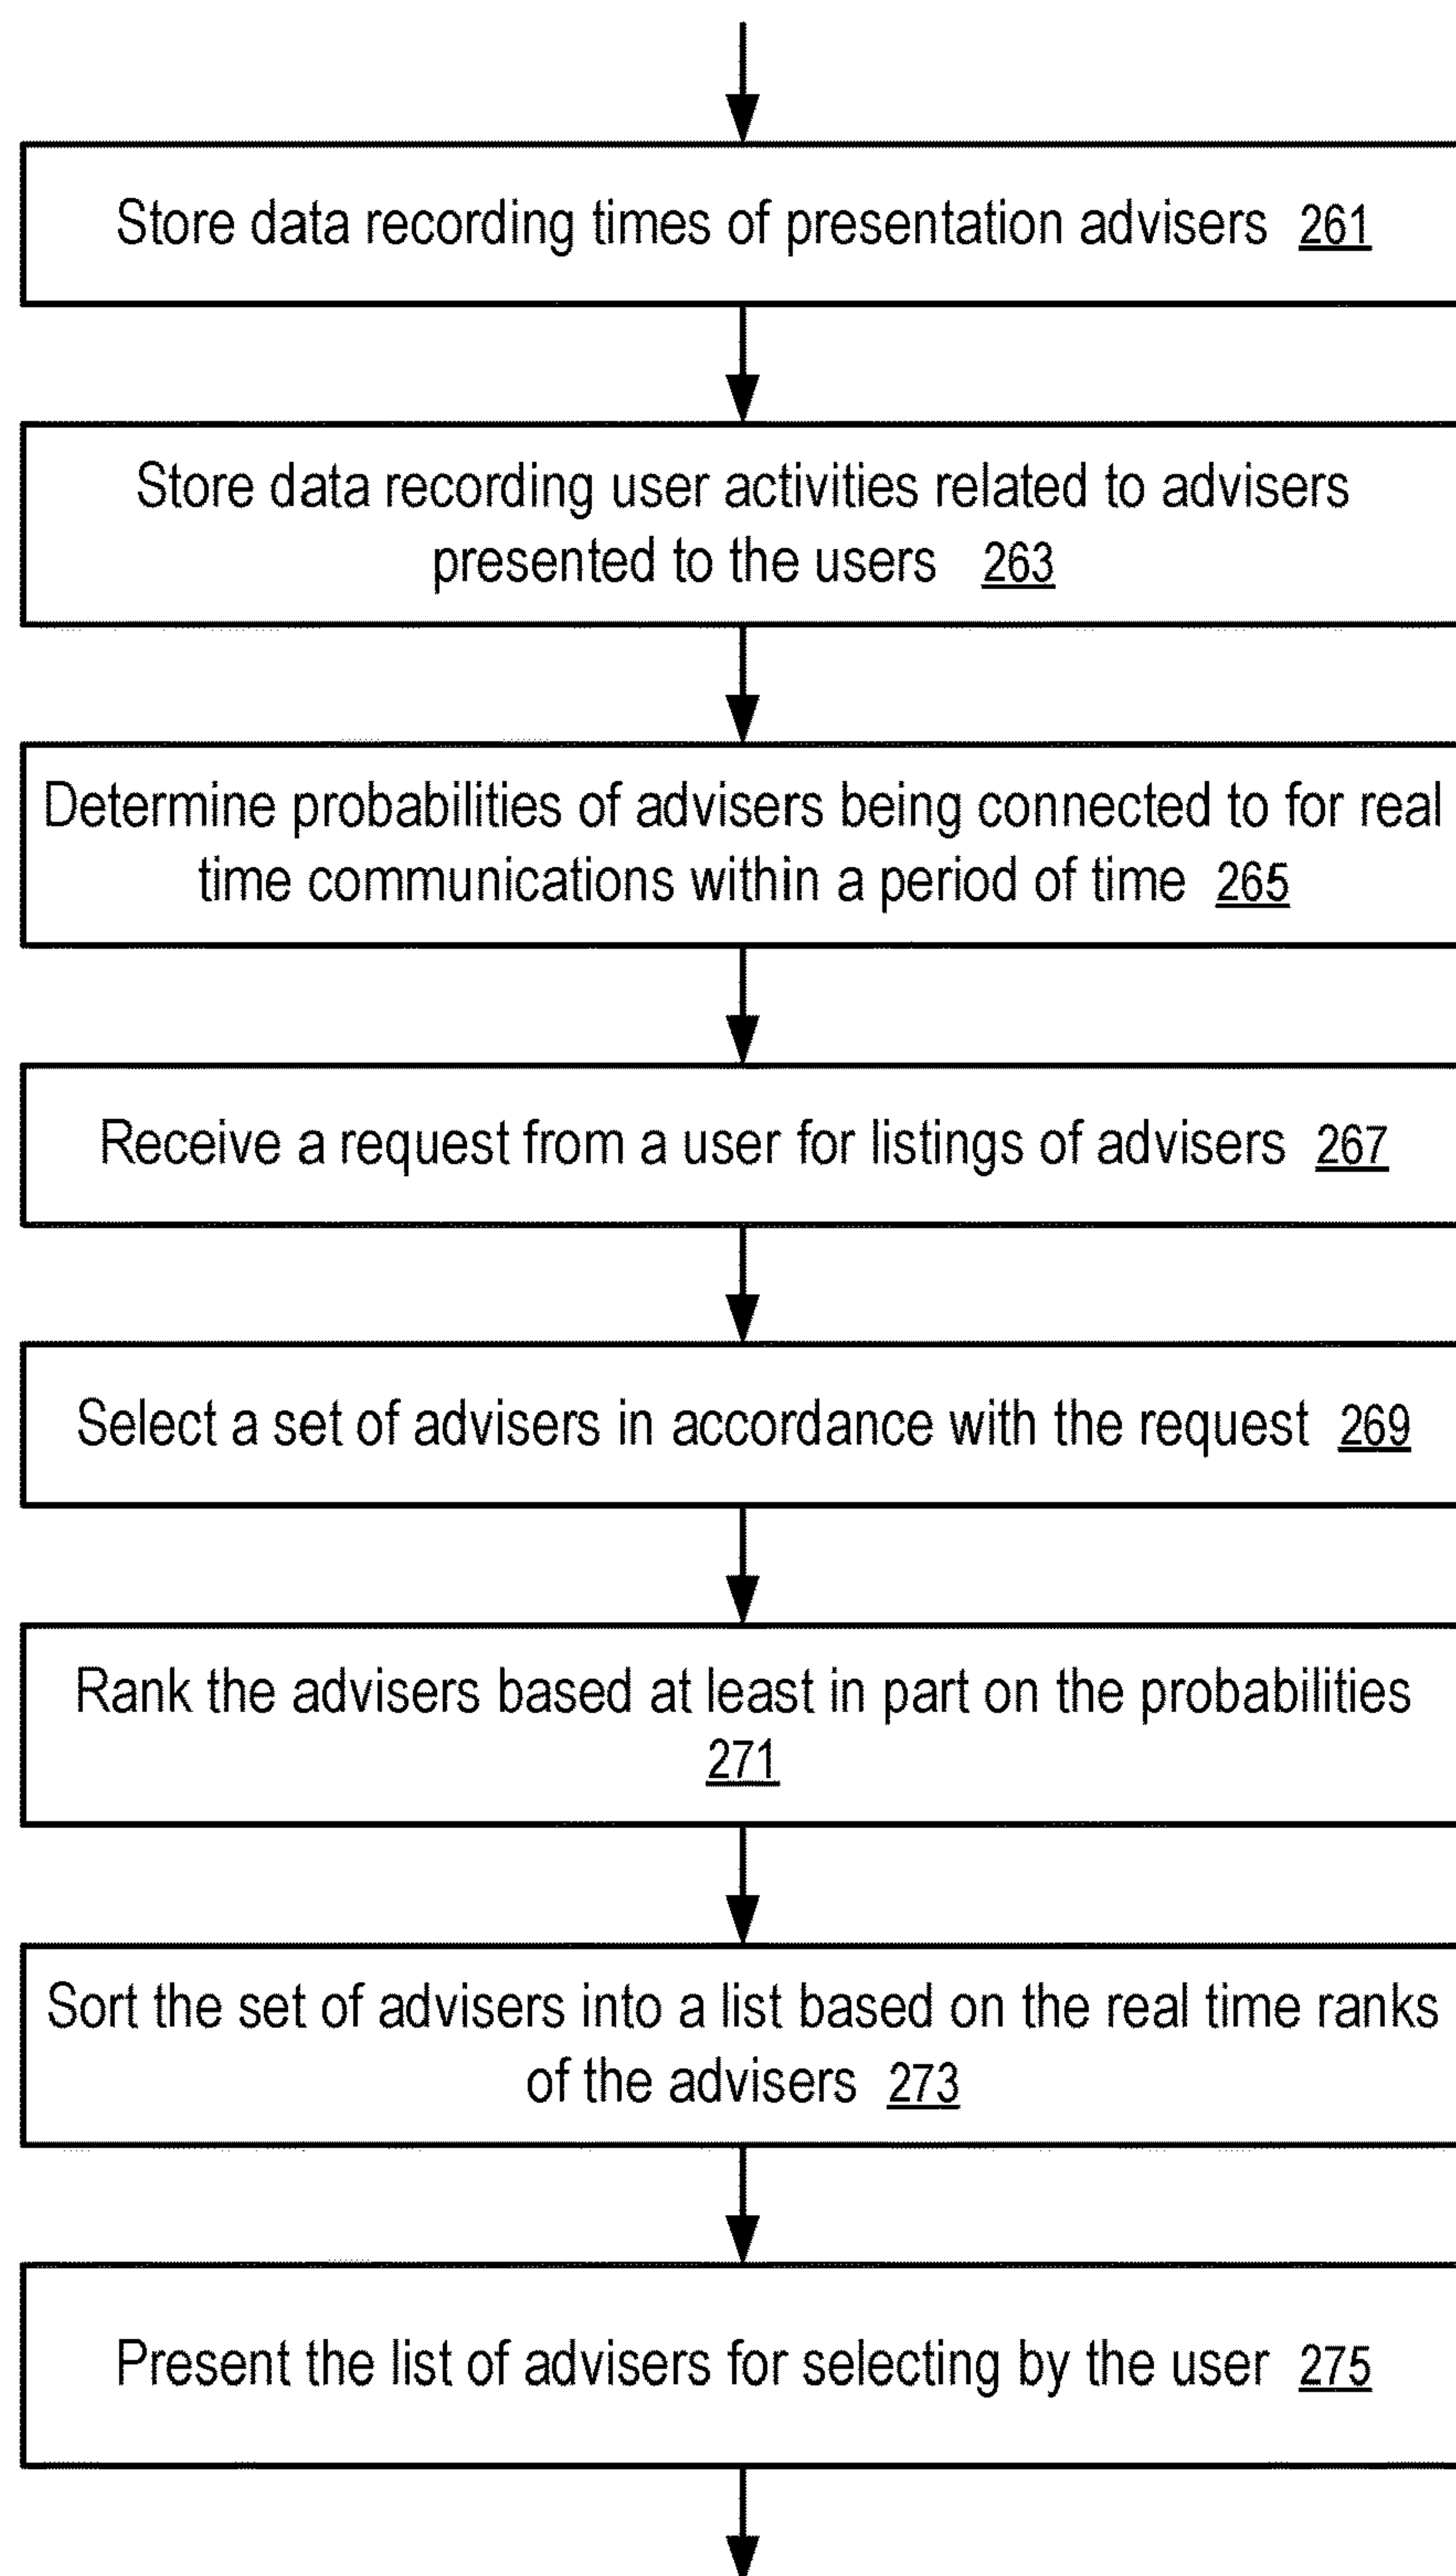 Store data recording times of presentation advisers 261
Store data recording user activities related to advisers
presented to the users 263
Determine probabilities of advisers being connected to for real
time communications within a period of time 265
Receive a request from a user for listings of advisers 267
Select a set of advisers in accordance with the request 269
Rank the advisers based at least in part on the probabilities
271
Sort the set of advisers into a list based on the real time ranks
of the advisers 273
Present the list of advisers for selecting by the user 275